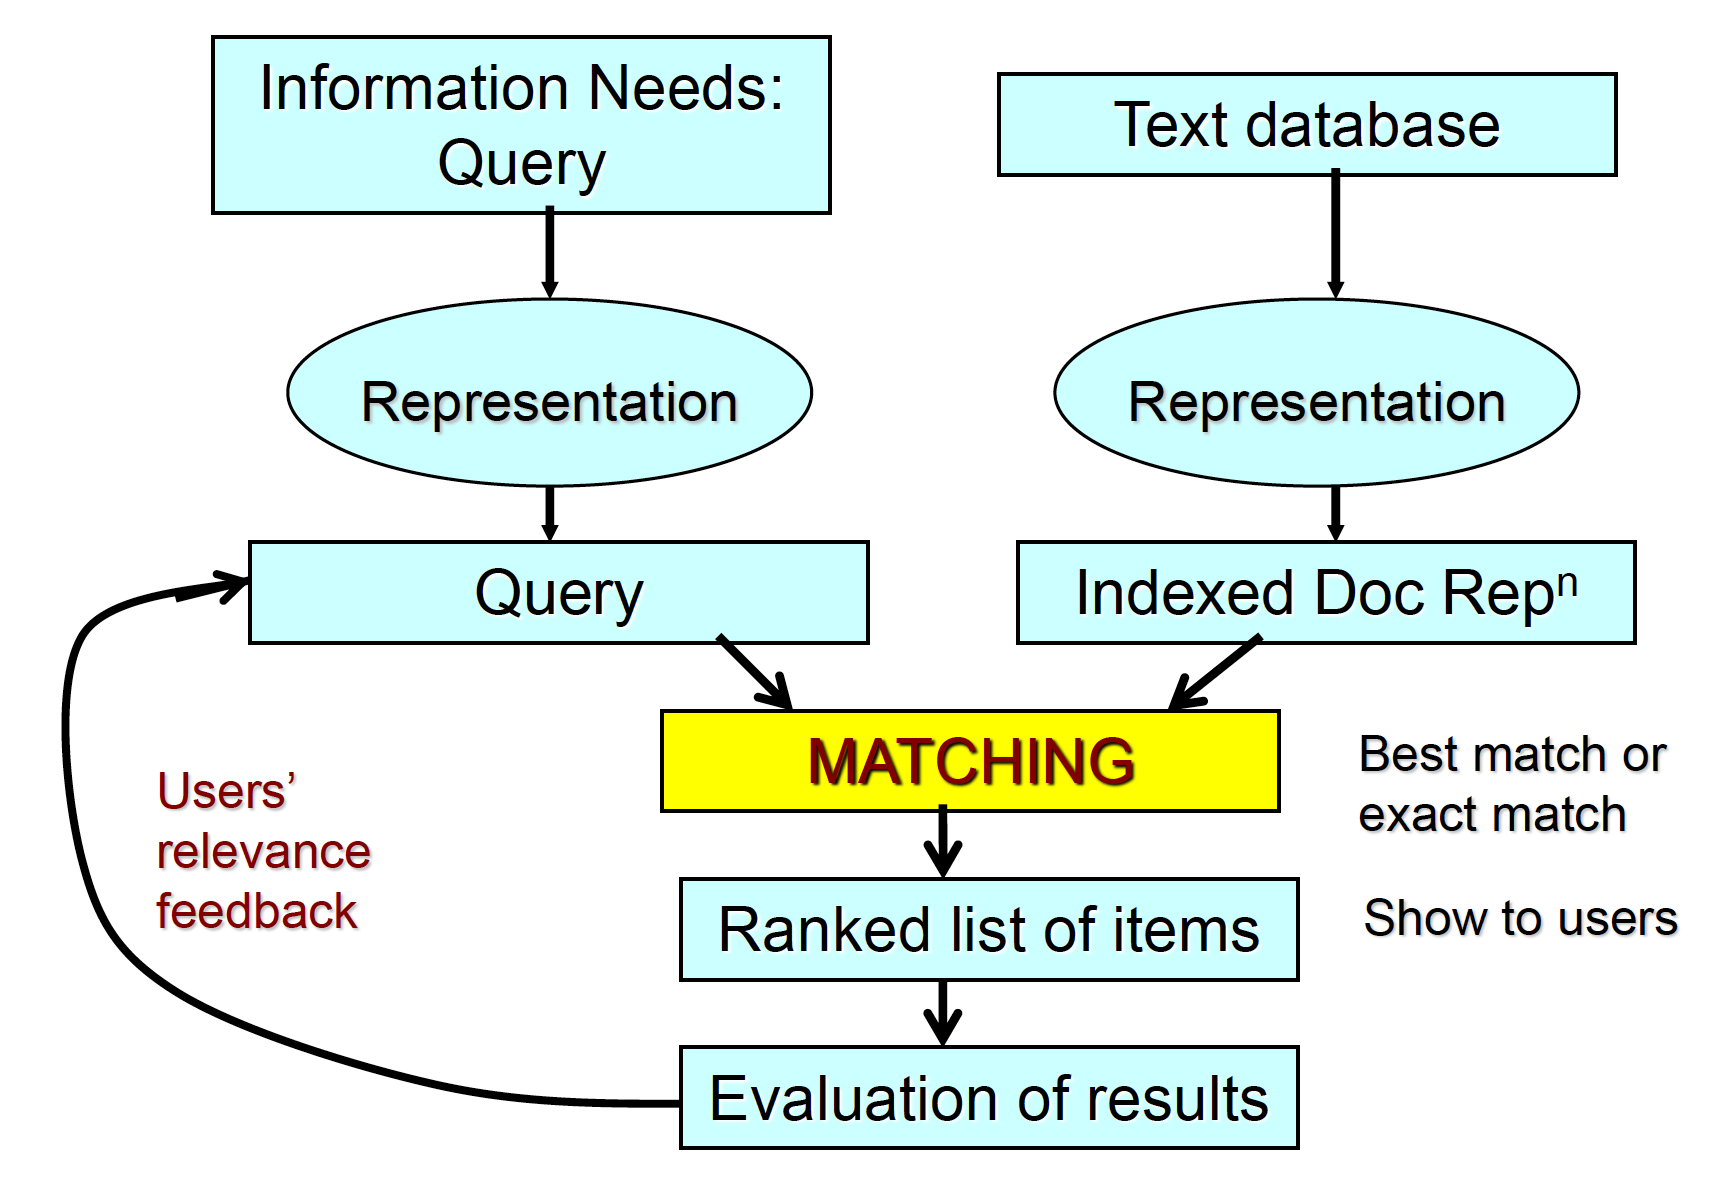 Information Needs:
Query
Text database
Representation
Representation
Query
Indexed Doc Repⁿ
MATCHING
Best match or
exact match
Users’
relevance
feedback
Ranked list of items
Show to users
Evaluation of results